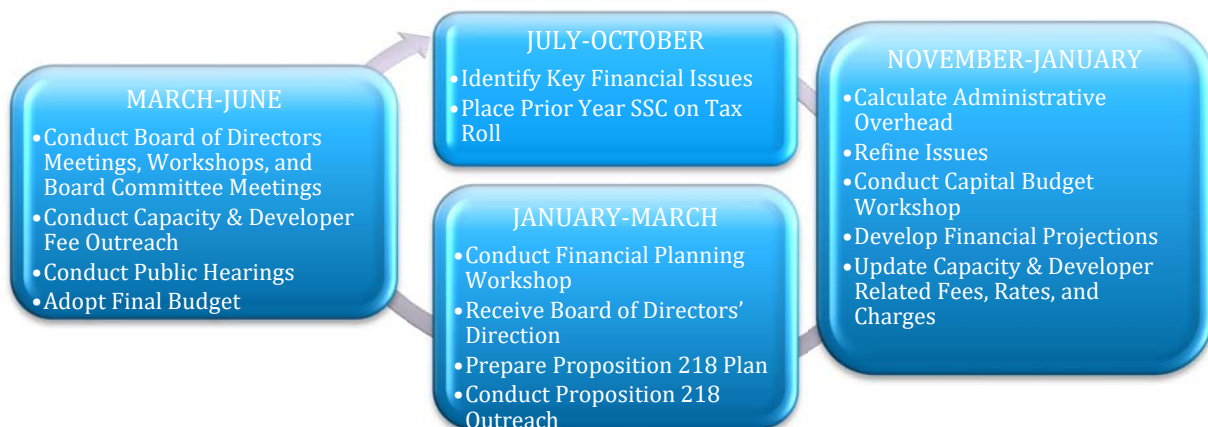 JULY-OCTOBER
•Identify Key Financial Issues
•Place Prior Year SSC on Tax
Roll
NOVEMBER-JANUARY
•Calculate Administrative
Overhead
•Refine Issues
•Conduct Capital Budget
Workshop
•Develop Financial Projections
•Update Capacity & Developer
Related Fees, Rates, and
Charges
JANUARY-MARCH
•Conduct Financial Planning
Workshop
•Receive Board of Directors’
Direction
•Prepare Proposition 218 Plan
•Conduct Proposition 218
Outreach
MARCH-JUNE
•Conduct Board of Directors
Meetings, Workshops, and
Board Committee Meetings
•Conduct Capacity & Developer
Fee Outreach
•Conduct Public Hearings
•Adopt Final Budget